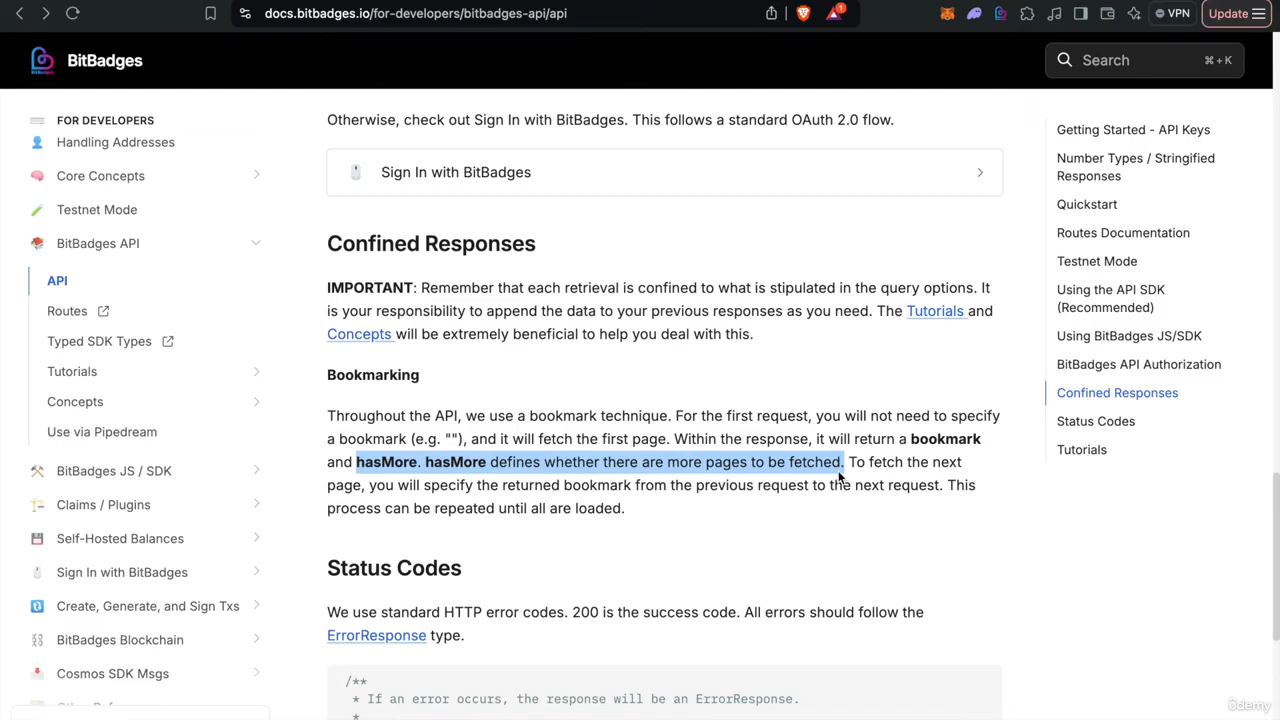 docs.bitbadges.io/for-developers/bitbadges-api/api
1
VPN
Update
BitBadges
Search
⌘ + K
FOR DEVELOPERS
Handling Addresses
Core Concepts
Testnet Mode
BitBadges API
API
Routes
Typed SDK Types
Tutorials
Concepts
Use via Pipedream
BitBadges JS / SDK
Claims / Plugins
Self-Hosted Balances
Sign In with BitBadges
Create, Generate, and Sign Txs
BitBadges Blockchain
Cosmos SDK Msgs
Otherwise, check out Sign In with BitBadges. This follows a standard OAuth 2.0 flow.
Sign In with BitBadges
Confined Responses
IMPORTANT: Remember that each retrieval is confined to what is stipulated in the query options. It
is your responsibility to append the data to your previous responses as you need. The Tutorials and
Concepts will be extremely beneficial to help you deal with this.
Bookmarking
Throughout the API, we use a bookmark technique. For the first request, you will not need to specify
a bookmark (e.g. ""), and it will fetch the first page. Within the response, it will return a bookmark
and hasMore. hasMore defines whether there are more pages to be fetched. To fetch the next
page, you will specify the returned bookmark from the previous request to the next request. This
process can be repeated until all are loaded.
Status Codes
We use standard HTTP error codes. 200 is the success code. All errors should follow the
ErrorResponse type.
/**
* If an error occurs, the response will be an ErrorResponse.
*
Getting Started - API Keys
Number Types / Stringified
Responses
Quickstart
Routes Documentation
Testnet Mode
Using the API SDK
(Recommended)
Using BitBadges JS/SDK
BitBadges API Authorization
Confined Responses
Status Codes
Tutorials
ûdemy